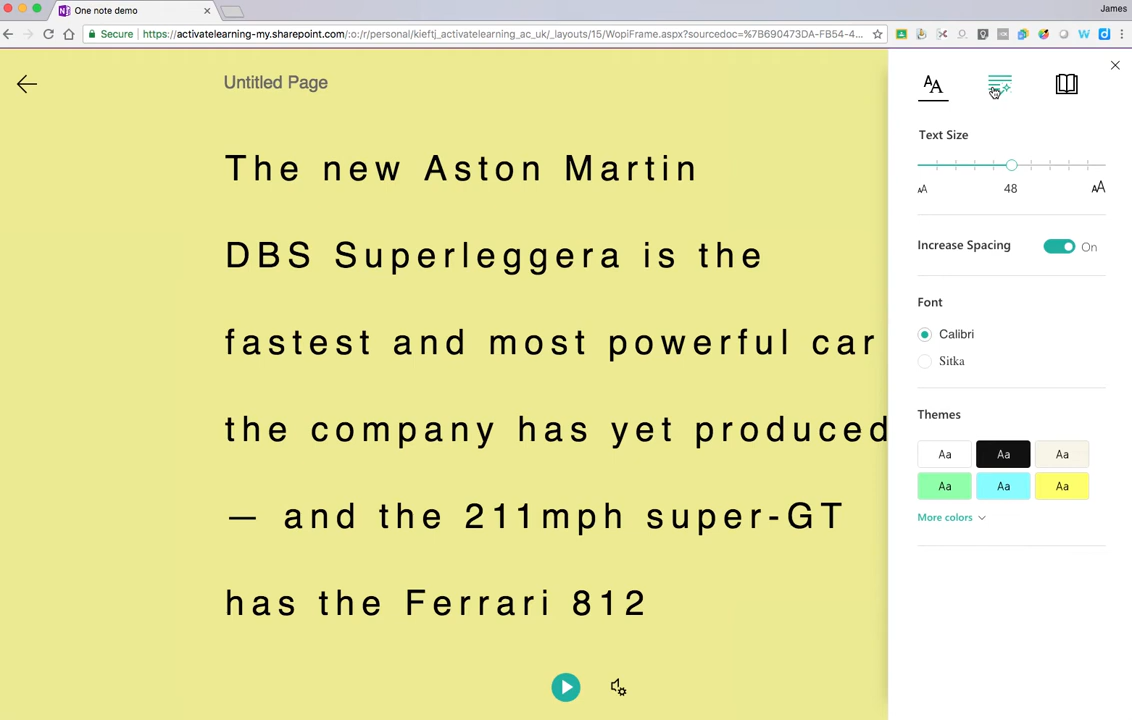 One note demo
James
Secure
https://activatelearning-my.sharepoint.com/:o:/r/personal/kieftj_activatelearning_ac_uk/_layouts/15/WopiFrame.aspx?sourcedoc=%7B690473DA-FB54-4...
Untitled Page
The new Aston Martin
DBS Superleggera is the
fastest and most powerful car
the company has yet produced
— and the 211mph super-GT
has the Ferrari 812
AA
Text Size
AA 48 AA
Increase Spacing On
Font
Calibri
Sitka
Themes
Aa Aa Aa
Aa Aa Aa
More colors